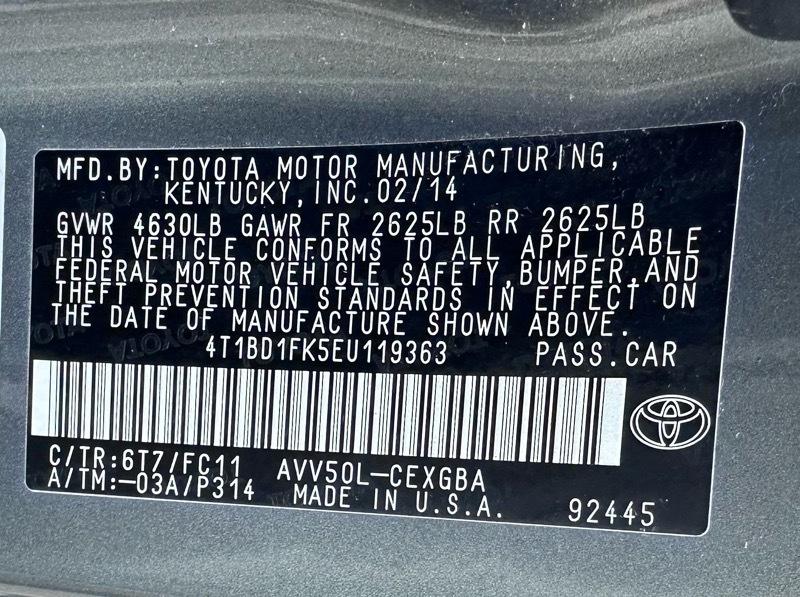 MFD.BY:TOYOTA MOTOR MANUFACTURING,
KENTUCKY,INC.02/14
GVWR 4630LB GAWR FR 2625LB RR 2625LB
THIS VEHICLE CONFORMS TO ALL APPLICABLE
FEDERAL MOTOR VEHICLE SAFETY,BUMPER,AND
THEFT PREVENTION STANDARDS IN EFFECT ON
THE DATE OF MANUFACTURE SHOWN ABOVE.
4T1BD1FK5EU119363 PASS.CAR
C/TR:6T7/FC11 AVV50L-CEXGBA
A/TM:-03A/P314 MADE IN U.S.A. 92445